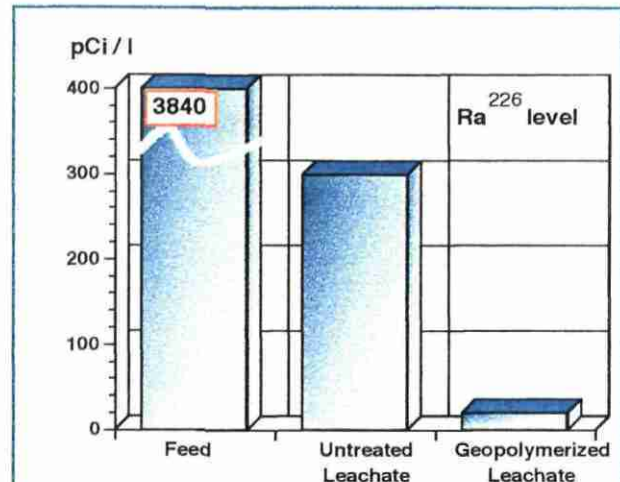 pCi / l
400
3840
Ra226 level
300
200
100
0
Feed
Untreated
Leachate
Geopolymerized
Leachate